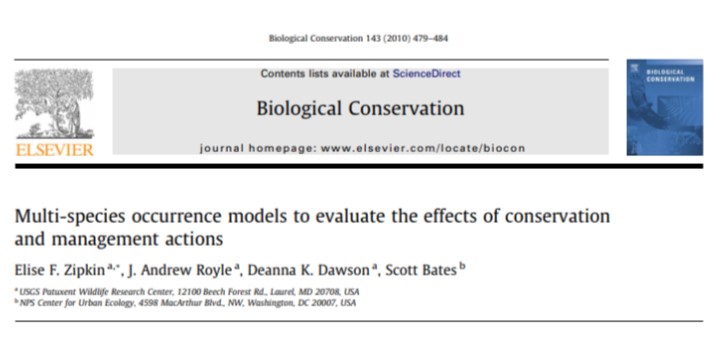 Biological Conservation 143 (2010) 479–484
Contents lists available at ScienceDirect
Biological Conservation
journal homepage: www.elsevier.com/locate/biocon
ELSEVIER
BIOLOGICAL
CONSERVATION
Multi-species occurrence models to evaluate the effects of conservation
and management actions
Elise F. Zipkin a,*, J. Andrew Royle a, Deanna K. Dawson a, Scott Bates b
a USGS Patuxent Wildlife Research Center, 12100 Beech Forest Rd., Laurel, MD 20708, USA
b NPS Center for Urban Ecology, 4598 MacArthur Blvd., NW, Washington, DC 20007, USA